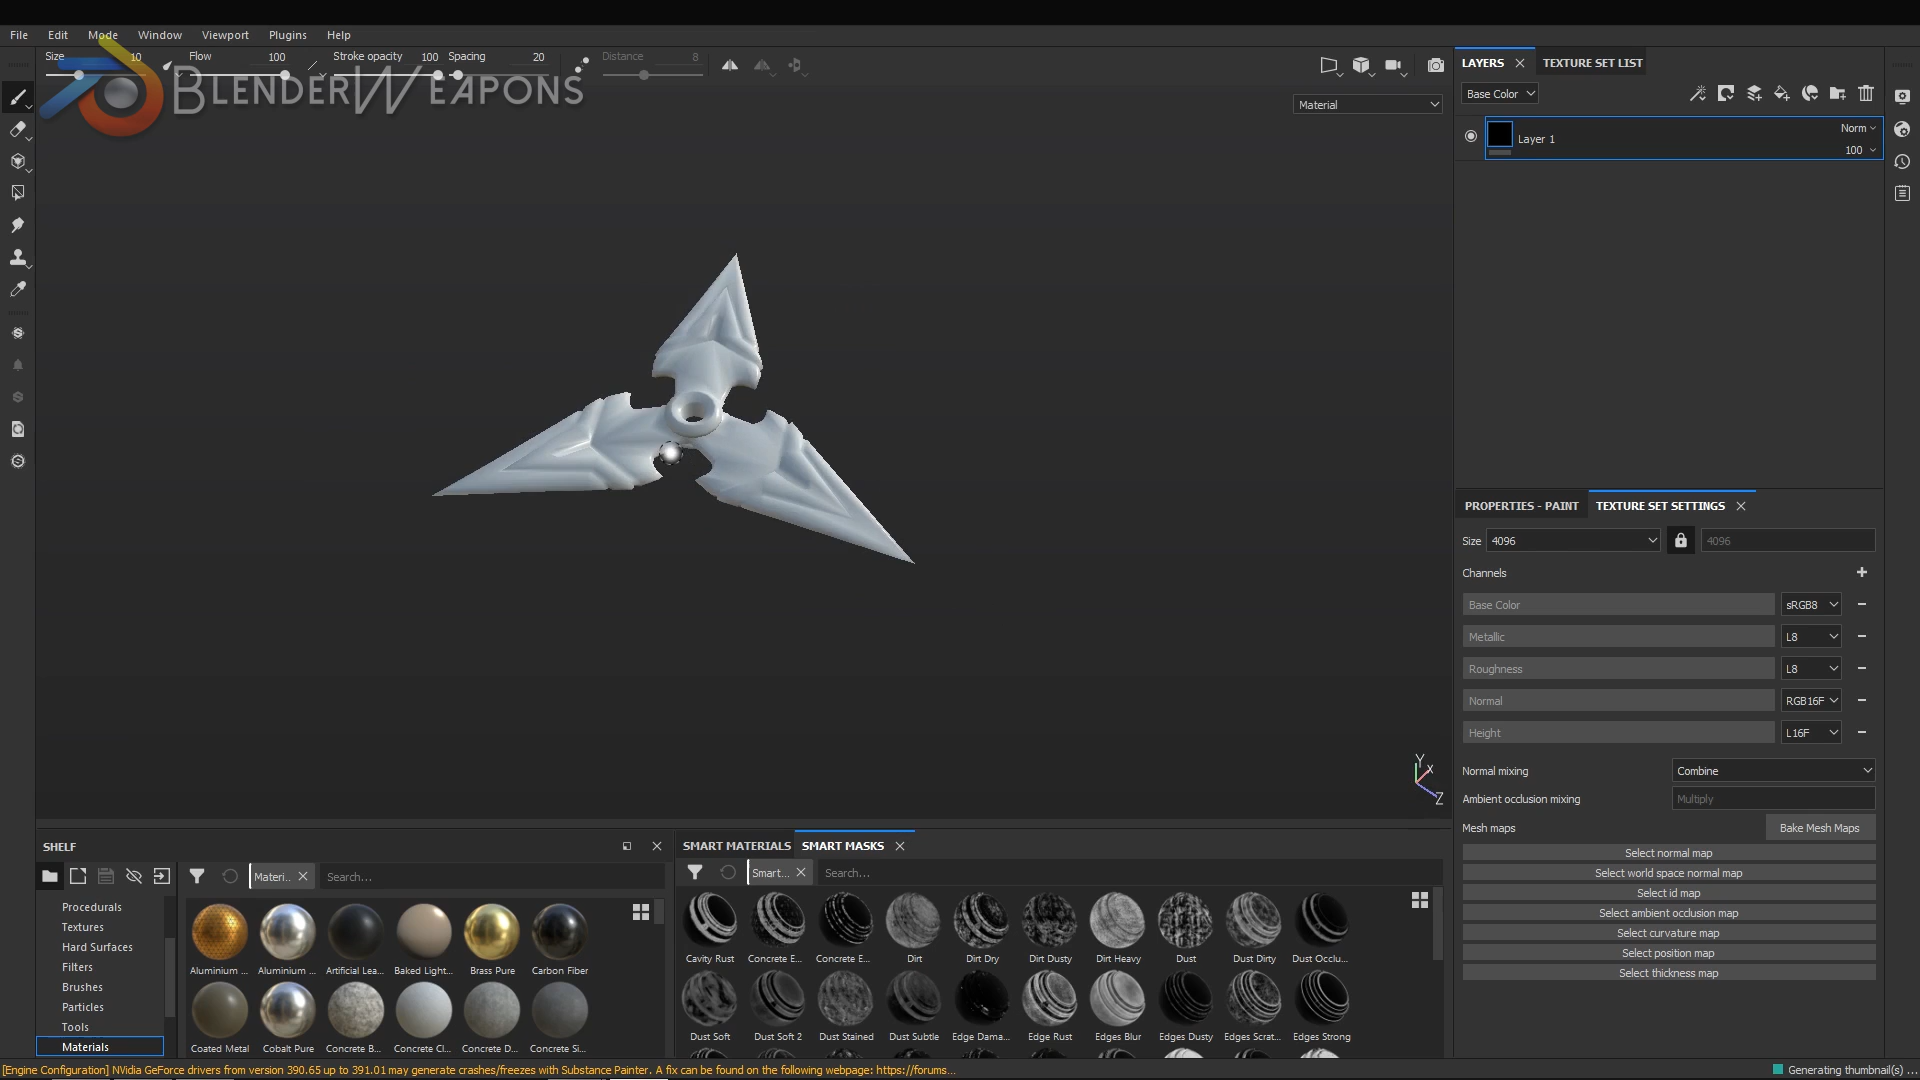 File Edit Mode Window Viewport Plugins Help
Size 10 Flow 100 Stroke opacity 100 Spacing 20 Distance 8
BLENDERWEAPONS
Material
LAYERS TEXTURE SET LIST
Base Color
Layer 1 Norm
100
PROPERTIES - PAINT TEXTURE SET SETTINGS
Size 4096 4096
Channels
Base Color sRGB8
Metallic L8
Roughness L8
Normal RGB16F
Height L16F
Normal mixing Combine
Ambient occlusion mixing Multiply
Mesh maps Bake Mesh Maps
Select normal map
Select world space normal map
Select id map
Select ambient occlusion map
Select curvature map
Select position map
Select thickness map
Y
X
Z
SHELF
Materi.. Search...
Procedurals
Textures
Hard Surfaces
Filters
Brushes
Particles
Tools
Materials
Aluminium ... Aluminium ... Artificial Lea... Baked Light... Brass Pure Carbon Fiber
Coated Metal Cobalt Pure Concrete B... Concrete Cl... Concrete D... Concrete Si...
SMART MATERIALS SMART MASKS
Smart... Search...
Cavity Rust Concrete E... Concrete E... Dirt Dirt Dry Dirt Dusty Dirt Heavy Dust Dust Dirty Dust Occlu...
Dust Soft Dust Soft 2 Dust Stained Dust Subtle Edge Dama... Edge Rust Edges Blur Edges Dusty Edges Scrat... Edges Strong
[Engine Configuration] NVidia GeForce drivers from version 390.65 up to 391.01 may generate crashes/freezes with Substance Painter. A fix can be found on the following webpage: https://forums...
Generating thumbnail(s) ...